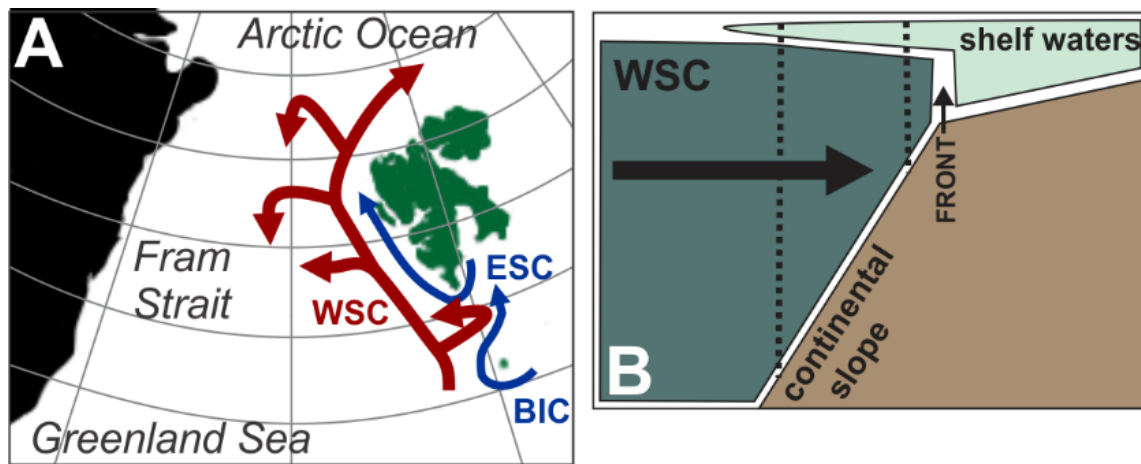 A
Arctic Ocean
Fram
Strait
WSC
ESC
BIC
Greenland Sea
shelf waters
WSC
FRONT
continental
slope
B